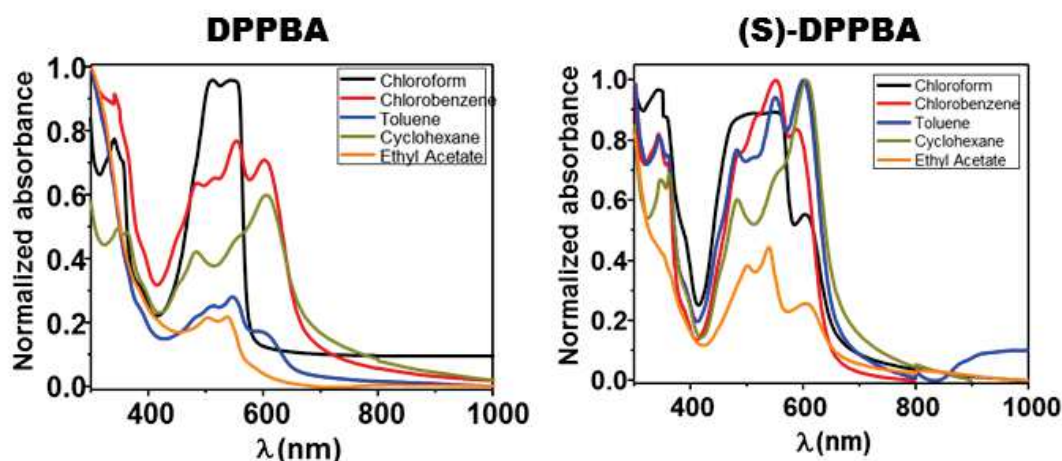 DPPBA
Normalized absorbance
1.0
0.8
0.6
0.4
0.2
0.0
400
600
800
1000
λ(nm)
Chloroform
Chlorobenzene
Toluene
Cyclohexane
Ethyl Acetate
(S)-DPPBA
Normalized absorbance
1.0
0.8
0.6
0.4
0.2
0.0
400
600
800
1000
λ(nm)
Chloroform
Chlorobenzene
Toluene
Cyclohexane
Ethyl Acetate